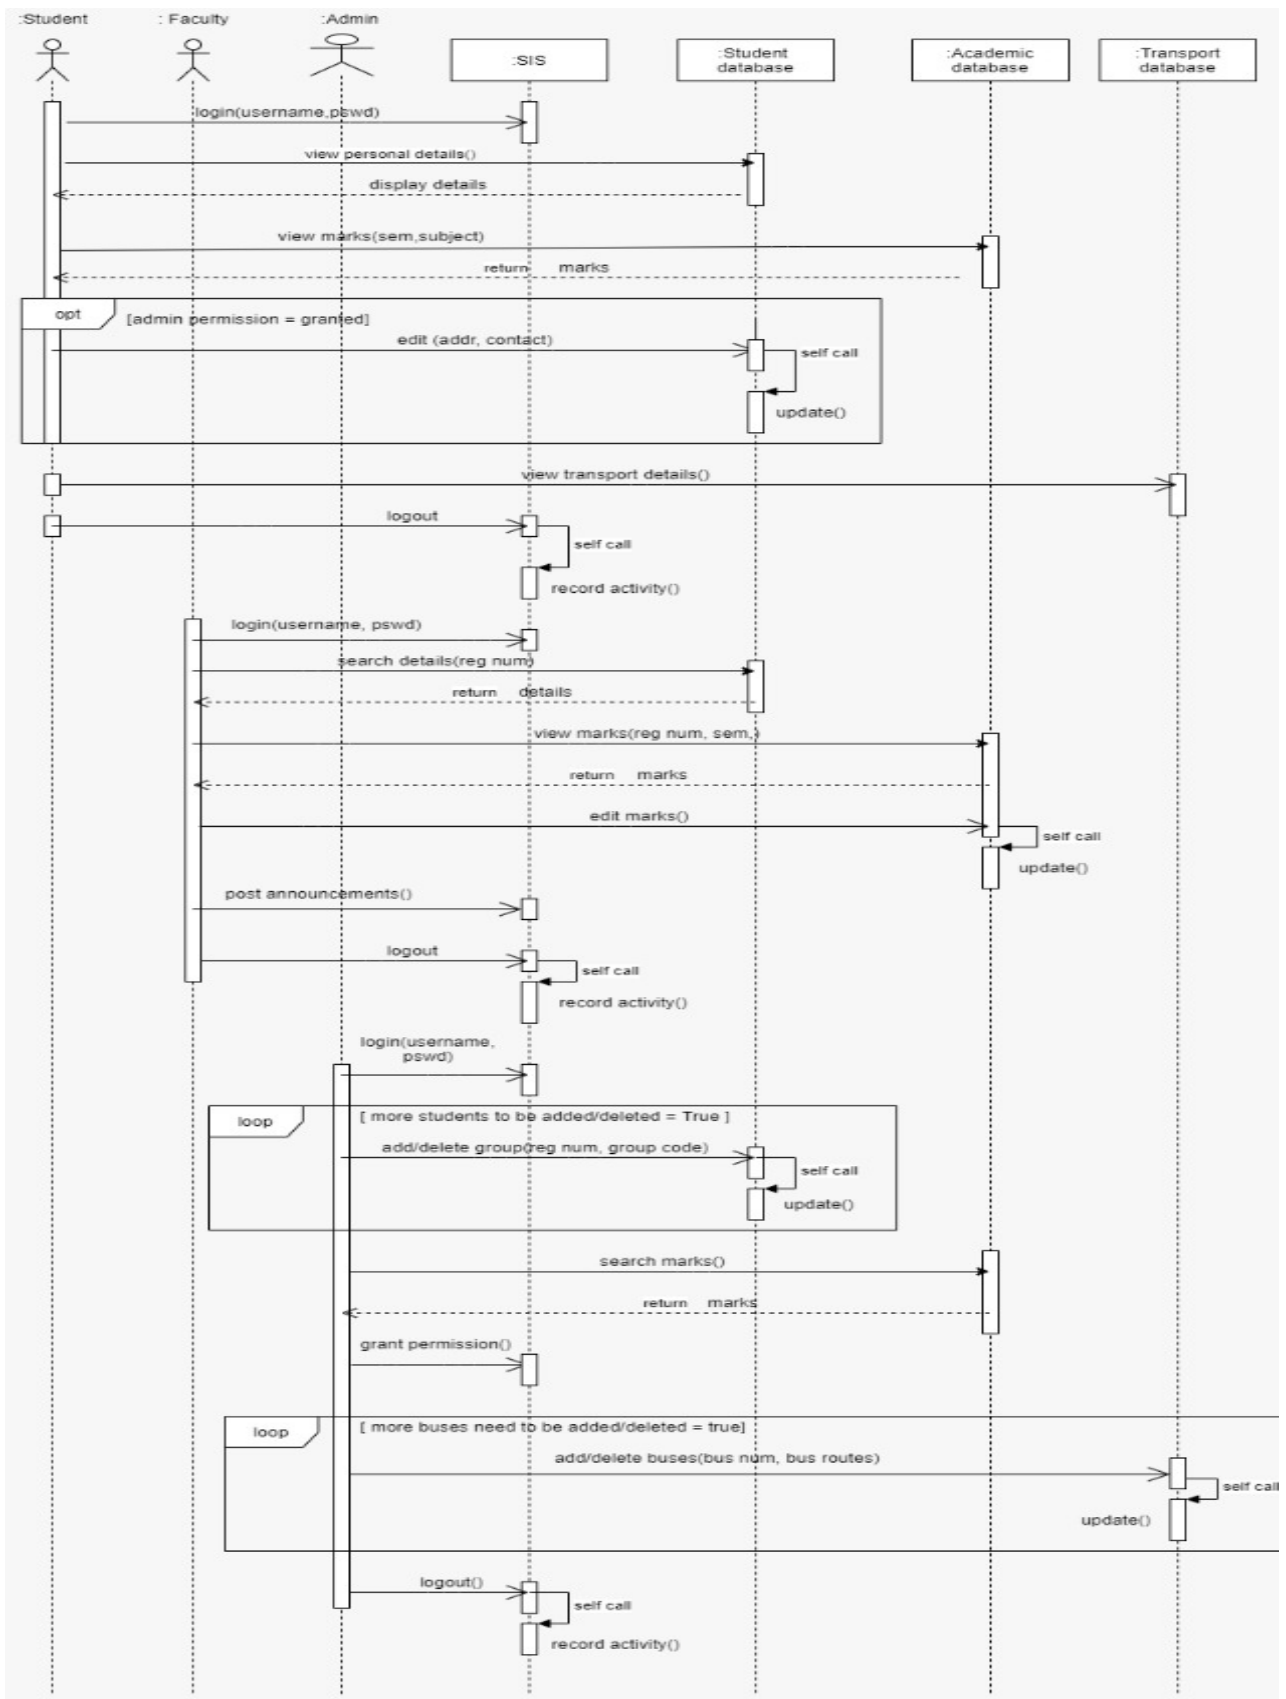 :Student
: Faculty
:Admin
:SIS
:Student
database
:Academic
database
:Transport
database
login(username,pswd)
view personal details()
display details
view marks(sem,subject)
return marks
opt
[admin permission = granted]
edit (addr, contact)
self call
update()
view transport details()
logout
self call
record activity()
login(username, pswd)
search details(reg num)
return details
view marks(reg num, sem,)
return marks
edit marks()
self call
update()
post announcements()
logout
self call
record activity()
login(username,
pswd)
loop
[ more students to be added/deleted = True ]
add/delete group(reg num, group code)
self call
update()
search marks()
return marks
grant permission()
loop
[ more buses need to be added/deleted = true]
add/delete buses(bus num, bus routes)
self call
update()
logout()
self call
record activity()